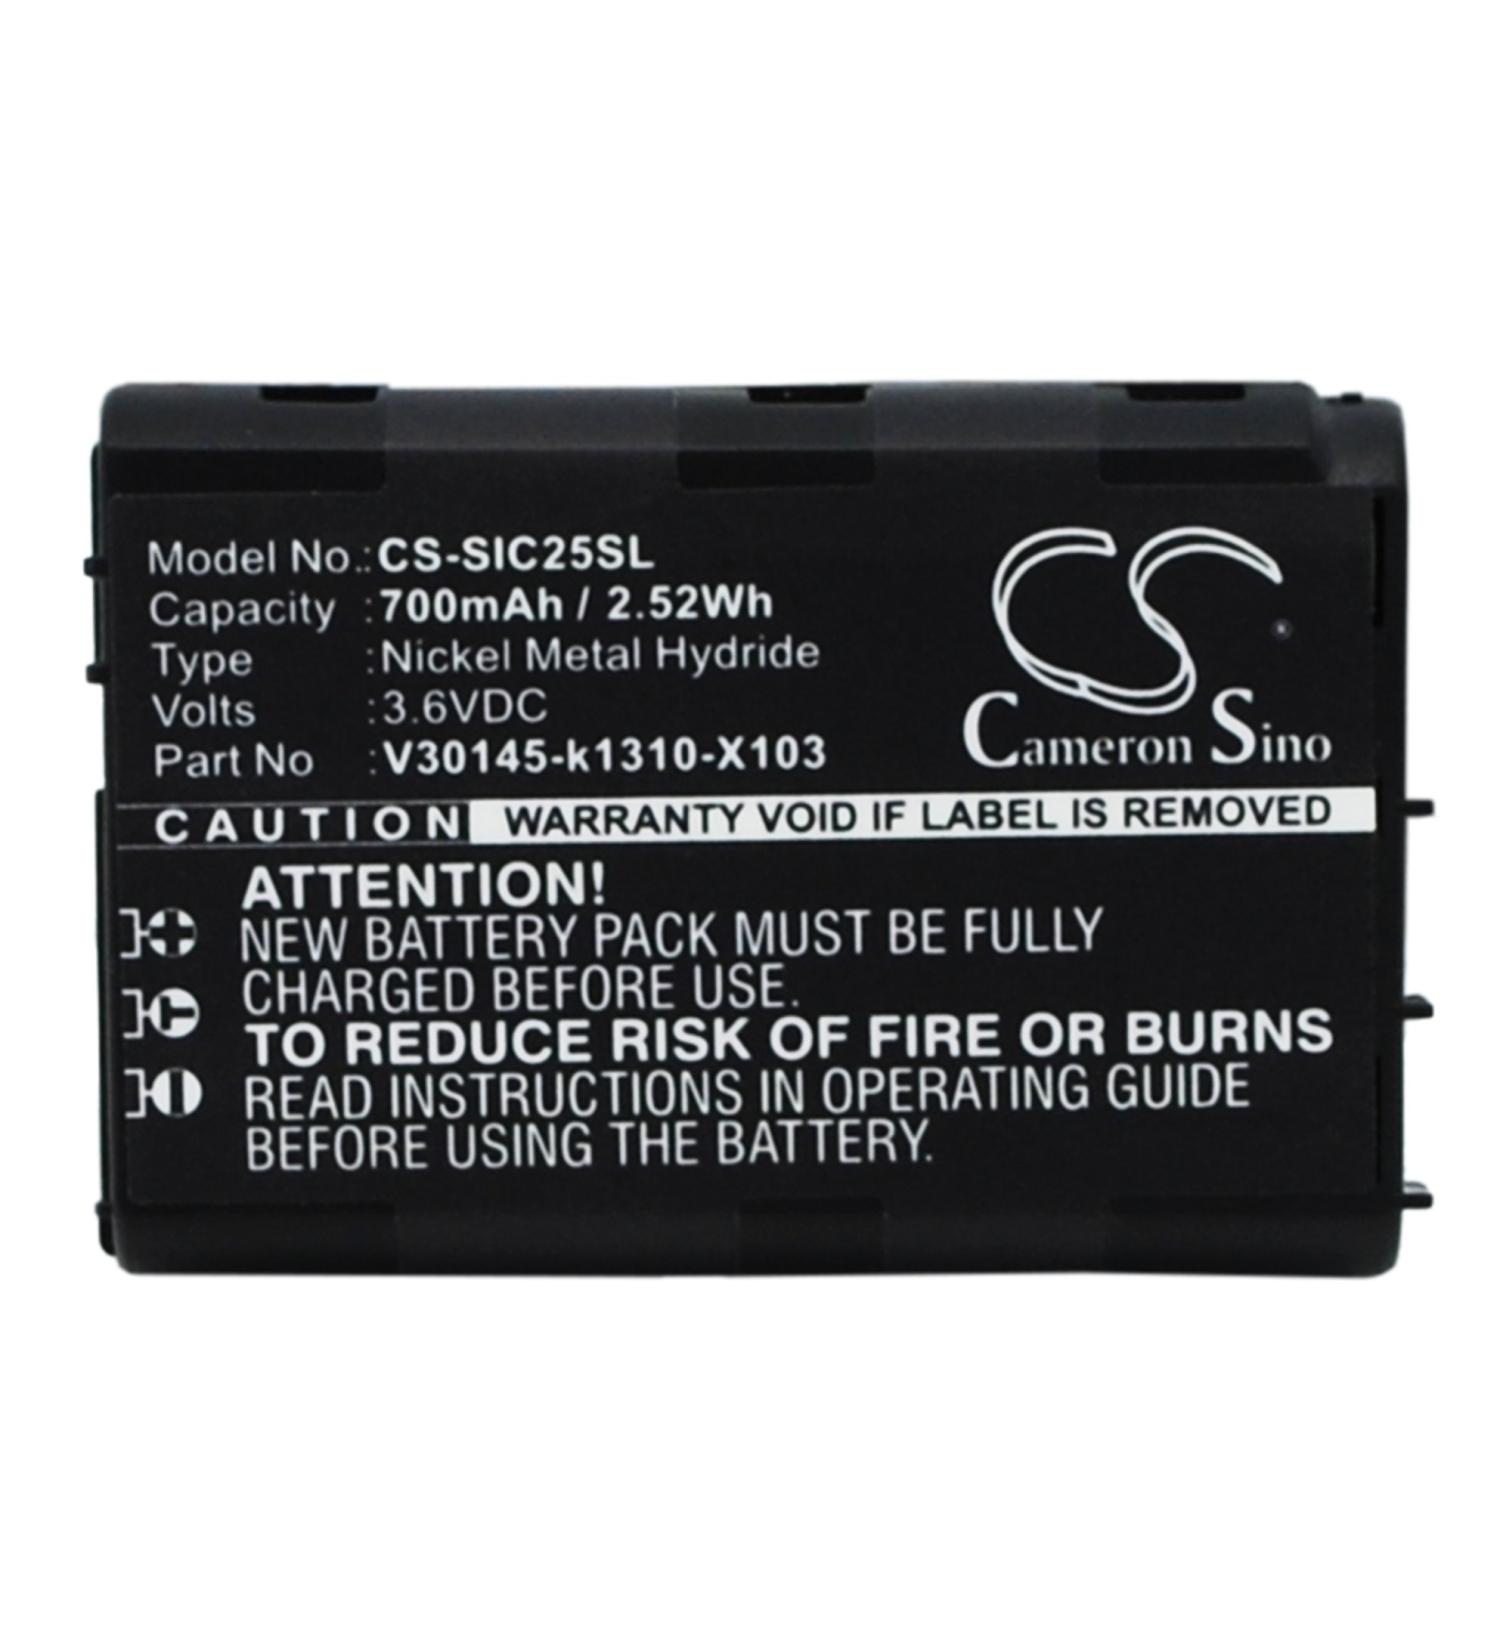 Model No.: CS-SIC25SL
Capacity : 700mAh / 2.52Wh
Type : Nickel Metal Hydride
Volts : 3.6VDC
Part No : V30145-k1310-X103
CS
Cameron Sino
CAUTION WARRANTY VOID IF LABEL IS REMOVED
ATTENTION!
NEW BATTERY PACK MUST BE FULLY
CHARGED BEFORE USE.
TO REDUCE RISK OF FIRE OR BURNS
READ INSTRUCTIONS IN OPERATING GUIDE
BEFORE USING THE BATTERY.